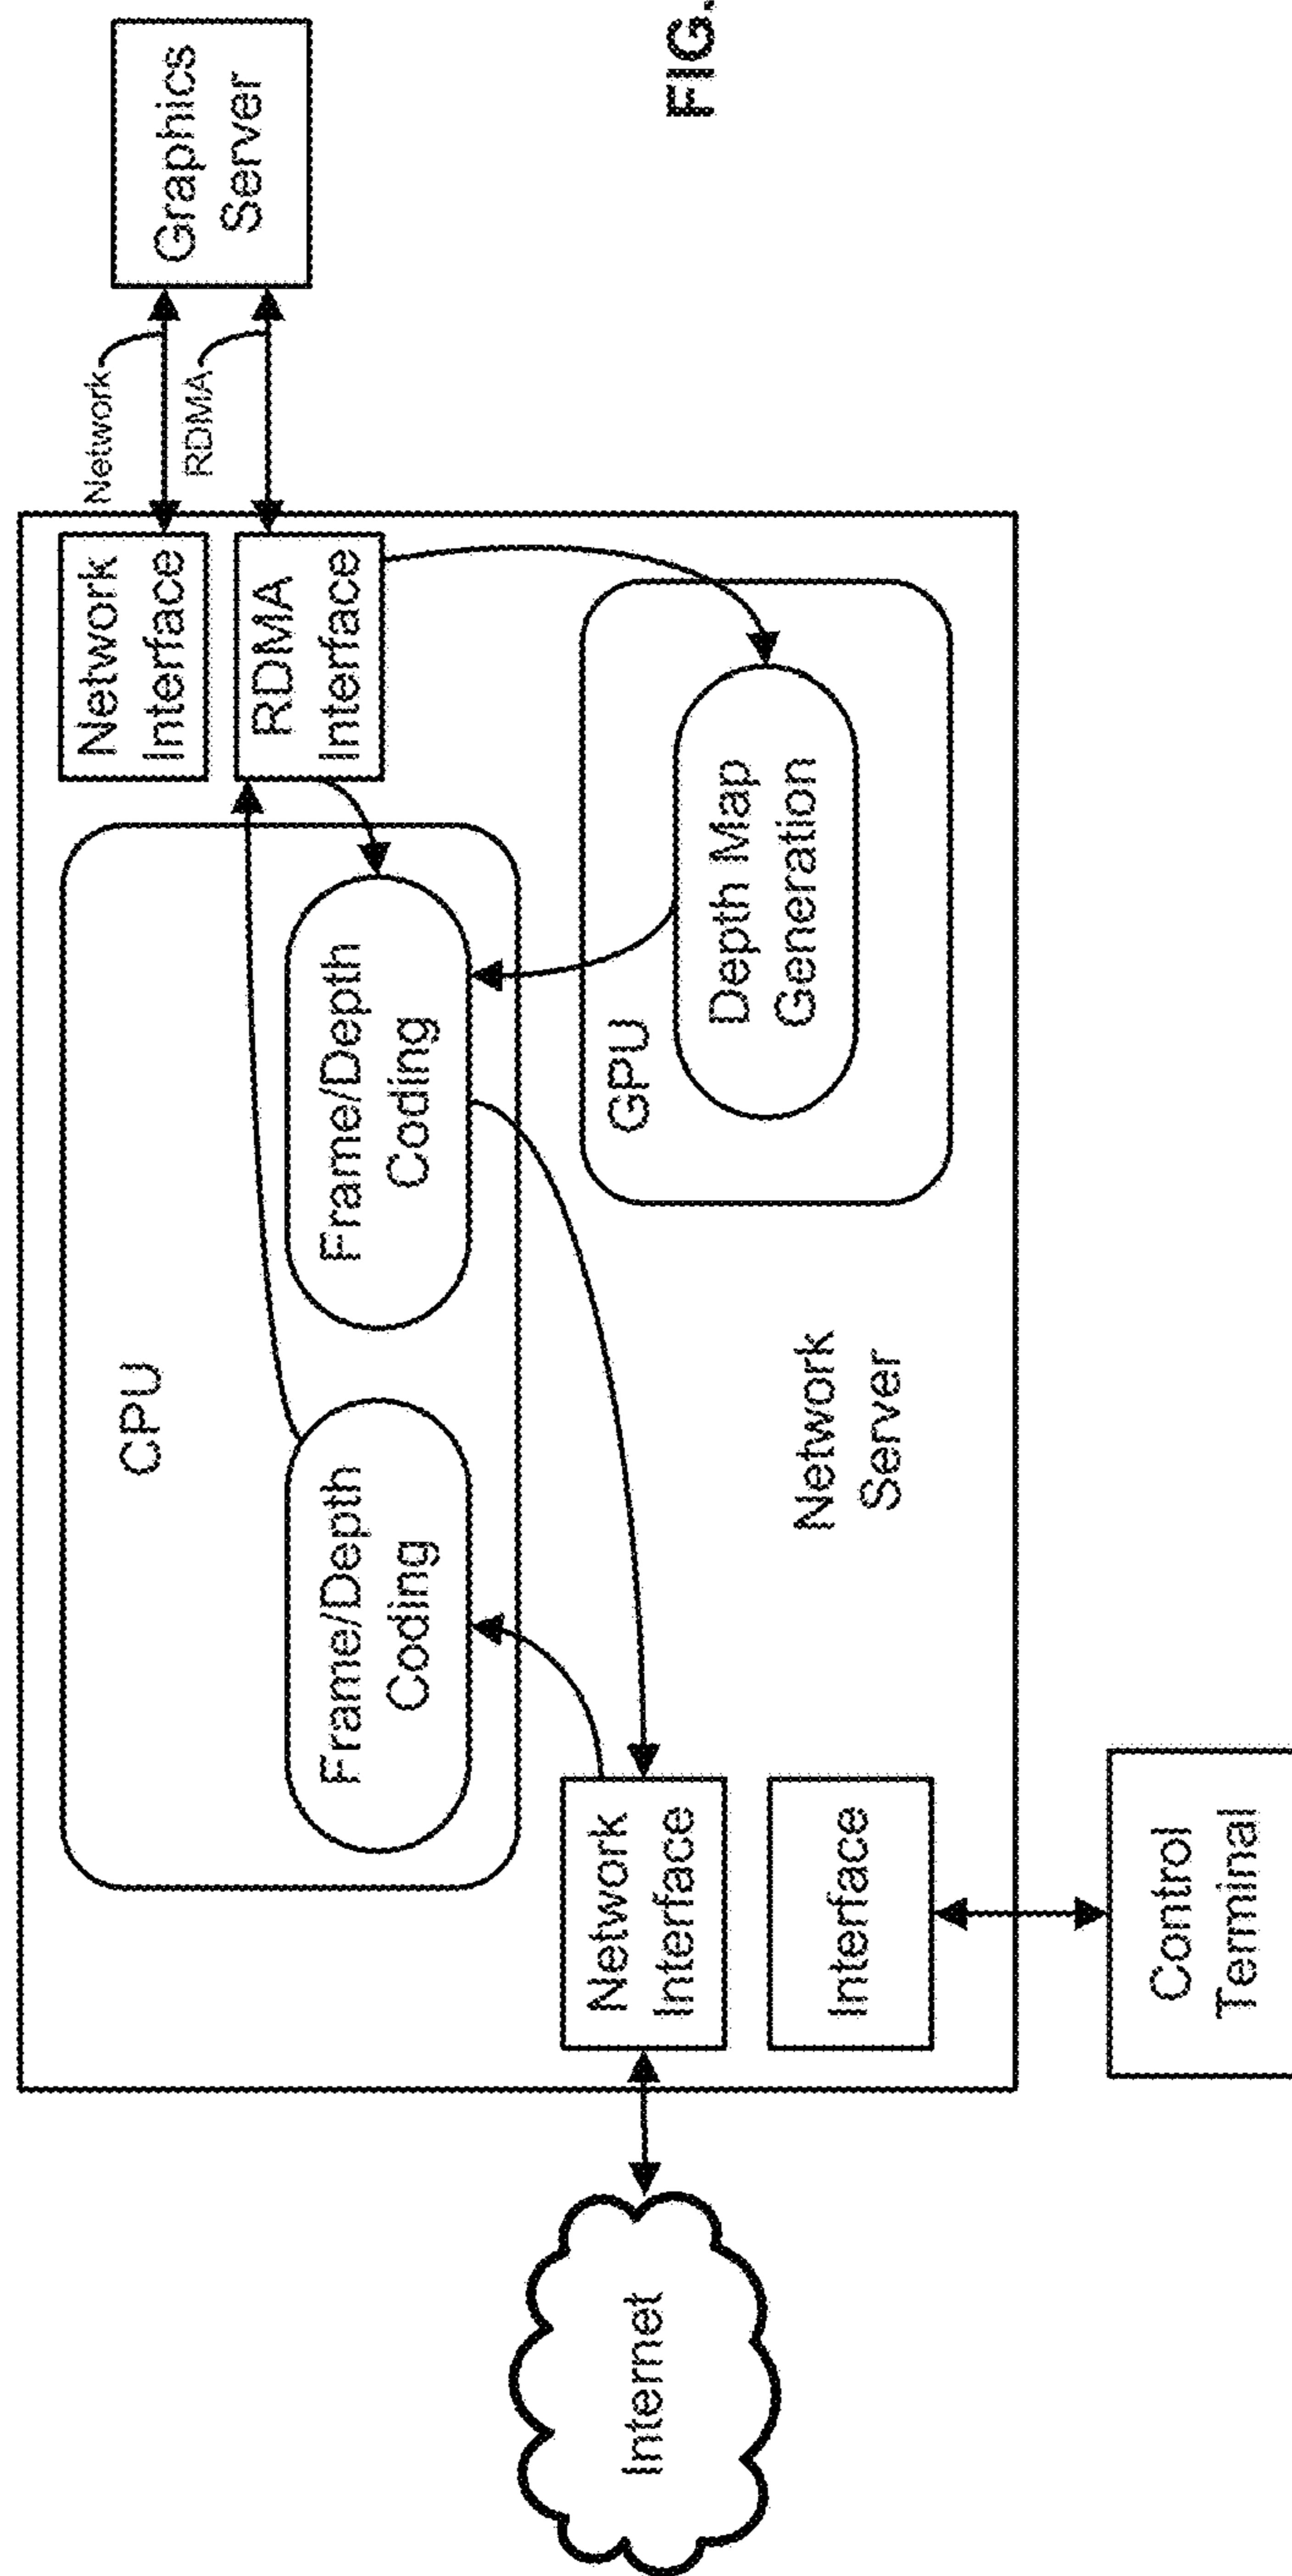 Internet
Network
Interface
Interface
Control
Terminal
CPU
Frame/Depth
Coding
Frame/Depth
Coding
Network
Server
GPU
Depth Map
Generation
Network
Interface
RDMA
Interface
Network
RDMA
Graphics
Server
FIG.